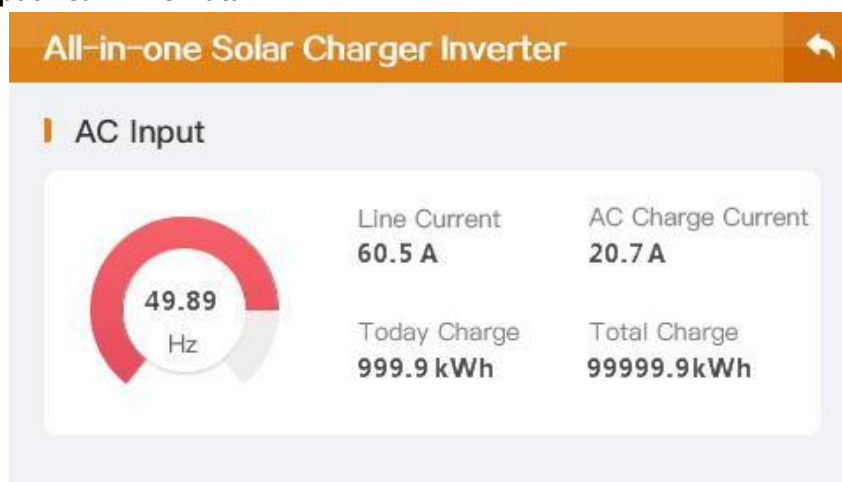 All-in-one Solar Charger Inverter
AC Input
Line Current
60.5 A
AC Charge Current
20.7A
49.89
Hz
Today Charge
999.9 kWh
Total Charge
99999.9kWh